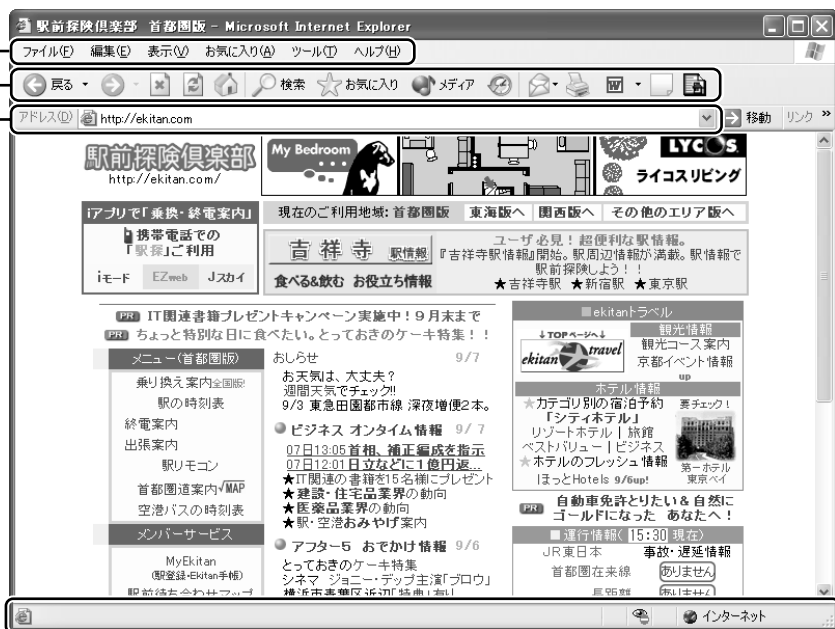 駅前探険倶楽部 首都圏版 - Microsoft Internet Explorer
ファイル(F) 編集(E) 表示(V) お気に入り(A) ツール(T) ヘルプ(H)
戻る 検索 お気に入り メディア
アドレス(D) http://ekitan.com 移動 リンク »
駅前探険倶楽部
http://ekitan.com/
My Bedroom
LYCOS
ライコスリビング
iアプリで「乗換・終電案内」
携帯電話での
「駅探」ご利用
iモード EZweb Jスカイ
現在のご利用地域: 首都圏版 東海版へ 関西版へ その他のエリア版へ
吉祥寺 駅情報
食べる&飲む お役立ち情報
ユーザ必見!超便利な駅情報。
『吉祥寺駅情報』開始。駅周辺情報が満載。駅情報で
駅前探険しよう!!
★吉祥寺駅 ★新宿駅 ★東京駅
PR IT関連書籍プレゼントキャンペーン実施中!9月末まで
PR ちょっと特別な日に食べたい。とっておきのケーキ特集!!
メニュー(首都圏版)
乗り換え案内全国版!
駅の時刻表
終電案内
出張案内
駅リモコン
首都圏道案内√MAP
空港バスの時刻表
メンバーサービス
MyEkitan
(駅登録・Ekitan手帳)
駅前待ち合わせマップ
おしらせ 9/7
お天気は、大丈夫?
週間天気でチェック!!
9/3 東急田園都市線 深夜増便2本。
ビジネス オンタイム情報 9/7
07日13:05首相、補正編成を指示
07日12:01日立などに1億円返...
★IT関連の書籍を15名様にプレゼント
★建設・住宅品業界の動向
★医薬品業界の動向
★駅・空港おみやげ案内
アフター5 おでかけ情報 9/6
とっておきのケーキ特集
シネマ ジョニー・デップ主演「ブロウ」
横浜市青葉区近辺「特典」有り
■ekitanトラベル
↓TOPページへ↓
ekitan travel
観光情報
観光コース案内
京都イベント情報
up
ホテル情報
★カテゴリ別の宿泊予約
「シティホテル」
リゾートホテル | 旅館
ベストバリュー | ビジネス
★ホテルのフレッシュ情報
ほっとHotels 9/6up!
要チェック!
第一ホテル
東京ベイ
PR 自動車免許とりたい&自然に
ゴールドになった あなたへ!
■運行情報( 15:30 現在)
JR東日本 事故・遅延情報
首都圏在来線 ありません
長距離 ありません
インターネット